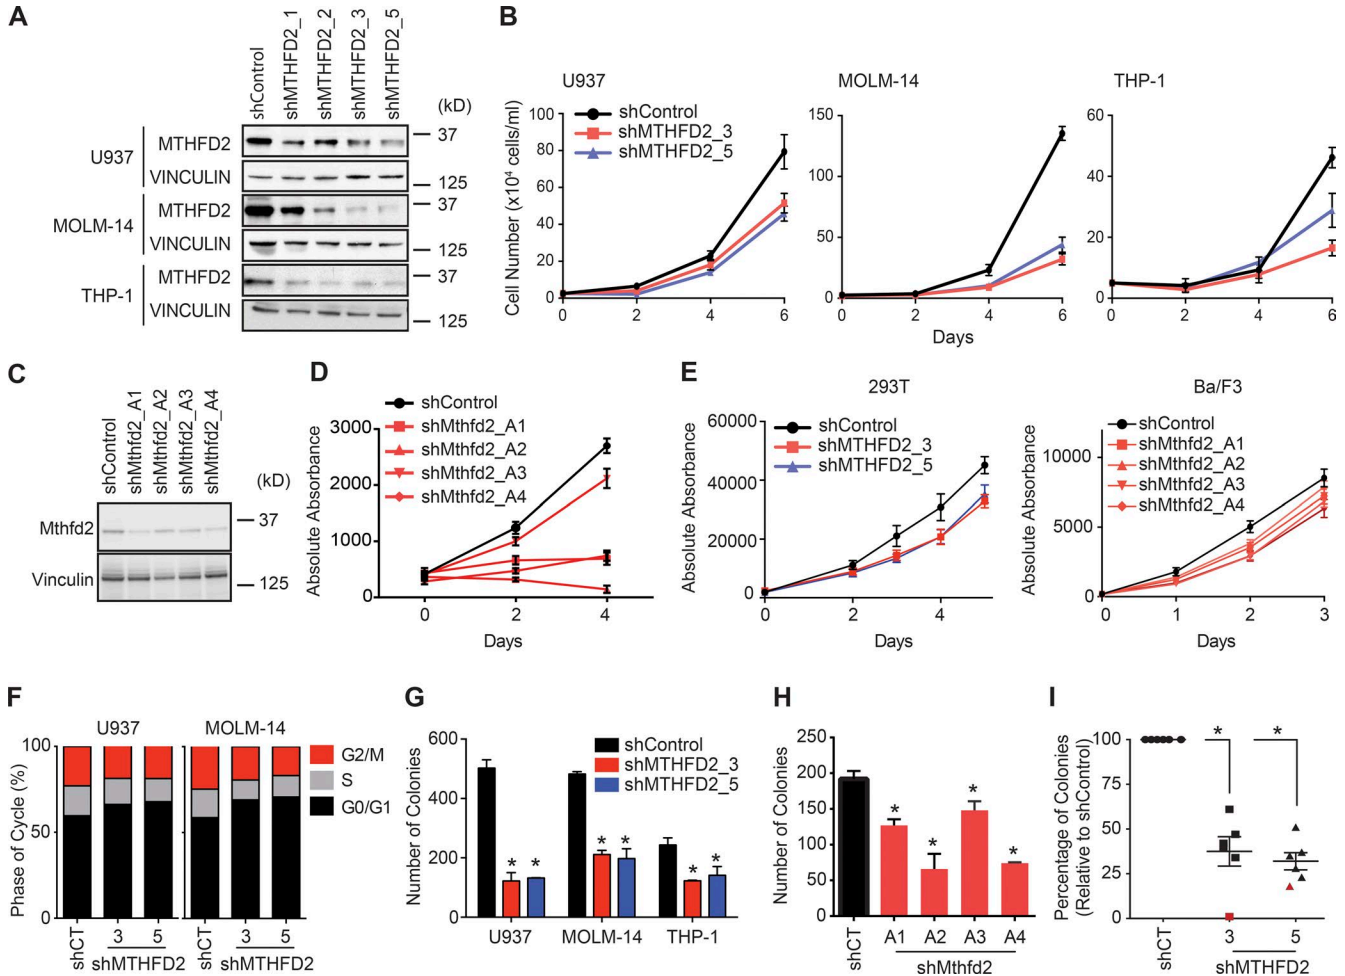 A
shControl
shMTHFD2_1
shMTHFD2_2
shMTHFD2_3
shMTHFD2_5
(kD)
U937
MTHFD2
37
VINCULIN
125
MOLM-14
MTHFD2
37
VINCULIN
125
THP-1
MTHFD2
37
VINCULIN
125
B
U937
MOLM-14
THP-1
Cell Number (x10⁴ cells/ml)
shControl
shMTHFD2_3
shMTHFD2_5
100
80
60
40
20
0
0 2 4 6
150
100
50
0
0 2 4 6
60
40
20
0
0 2 4 6
Days
C
shControl
shMthfd2_A1
shMthfd2_A2
shMthfd2_A3
shMthfd2_A4
(kD)
Mthfd2
37
Vinculin
125
D
Absolute Absorbance
shControl
shMthfd2_A1
shMthfd2_A2
shMthfd2_A3
shMthfd2_A4
3000
2000
1000
0
0 2 4
Days
E
293T
Absolute Absorbance
shControl
shMTHFD2_3
shMTHFD2_5
60000
40000
20000
0
0 2 4
Days
Ba/F3
Absolute Absorbance
shControl
shMthfd2_A1
shMthfd2_A2
shMthfd2_A3
shMthfd2_A4
10000
5000
0
0 1 2 3
Days
F
U937 MOLM-14
Phase of Cycle (%)
100
50
0
G2/M
S
G0/G1
shCT 3 5 shCT 3 5
shMTHFD2 shMTHFD2
G
Number of Colonies
600
400
200
0
shControl
shMTHFD2_3
shMTHFD2_5
* * * * * *
U937 MOLM-14 THP-1
H
Number of Colonies
250
200
150
100
50
0
* * * *
shCT A1 A2 A3 A4
shMthfd2
I
Percentage of Colonies
(Relative to shControl)
100
75
50
25
0
* *
shCT 3 5
shMTHFD2